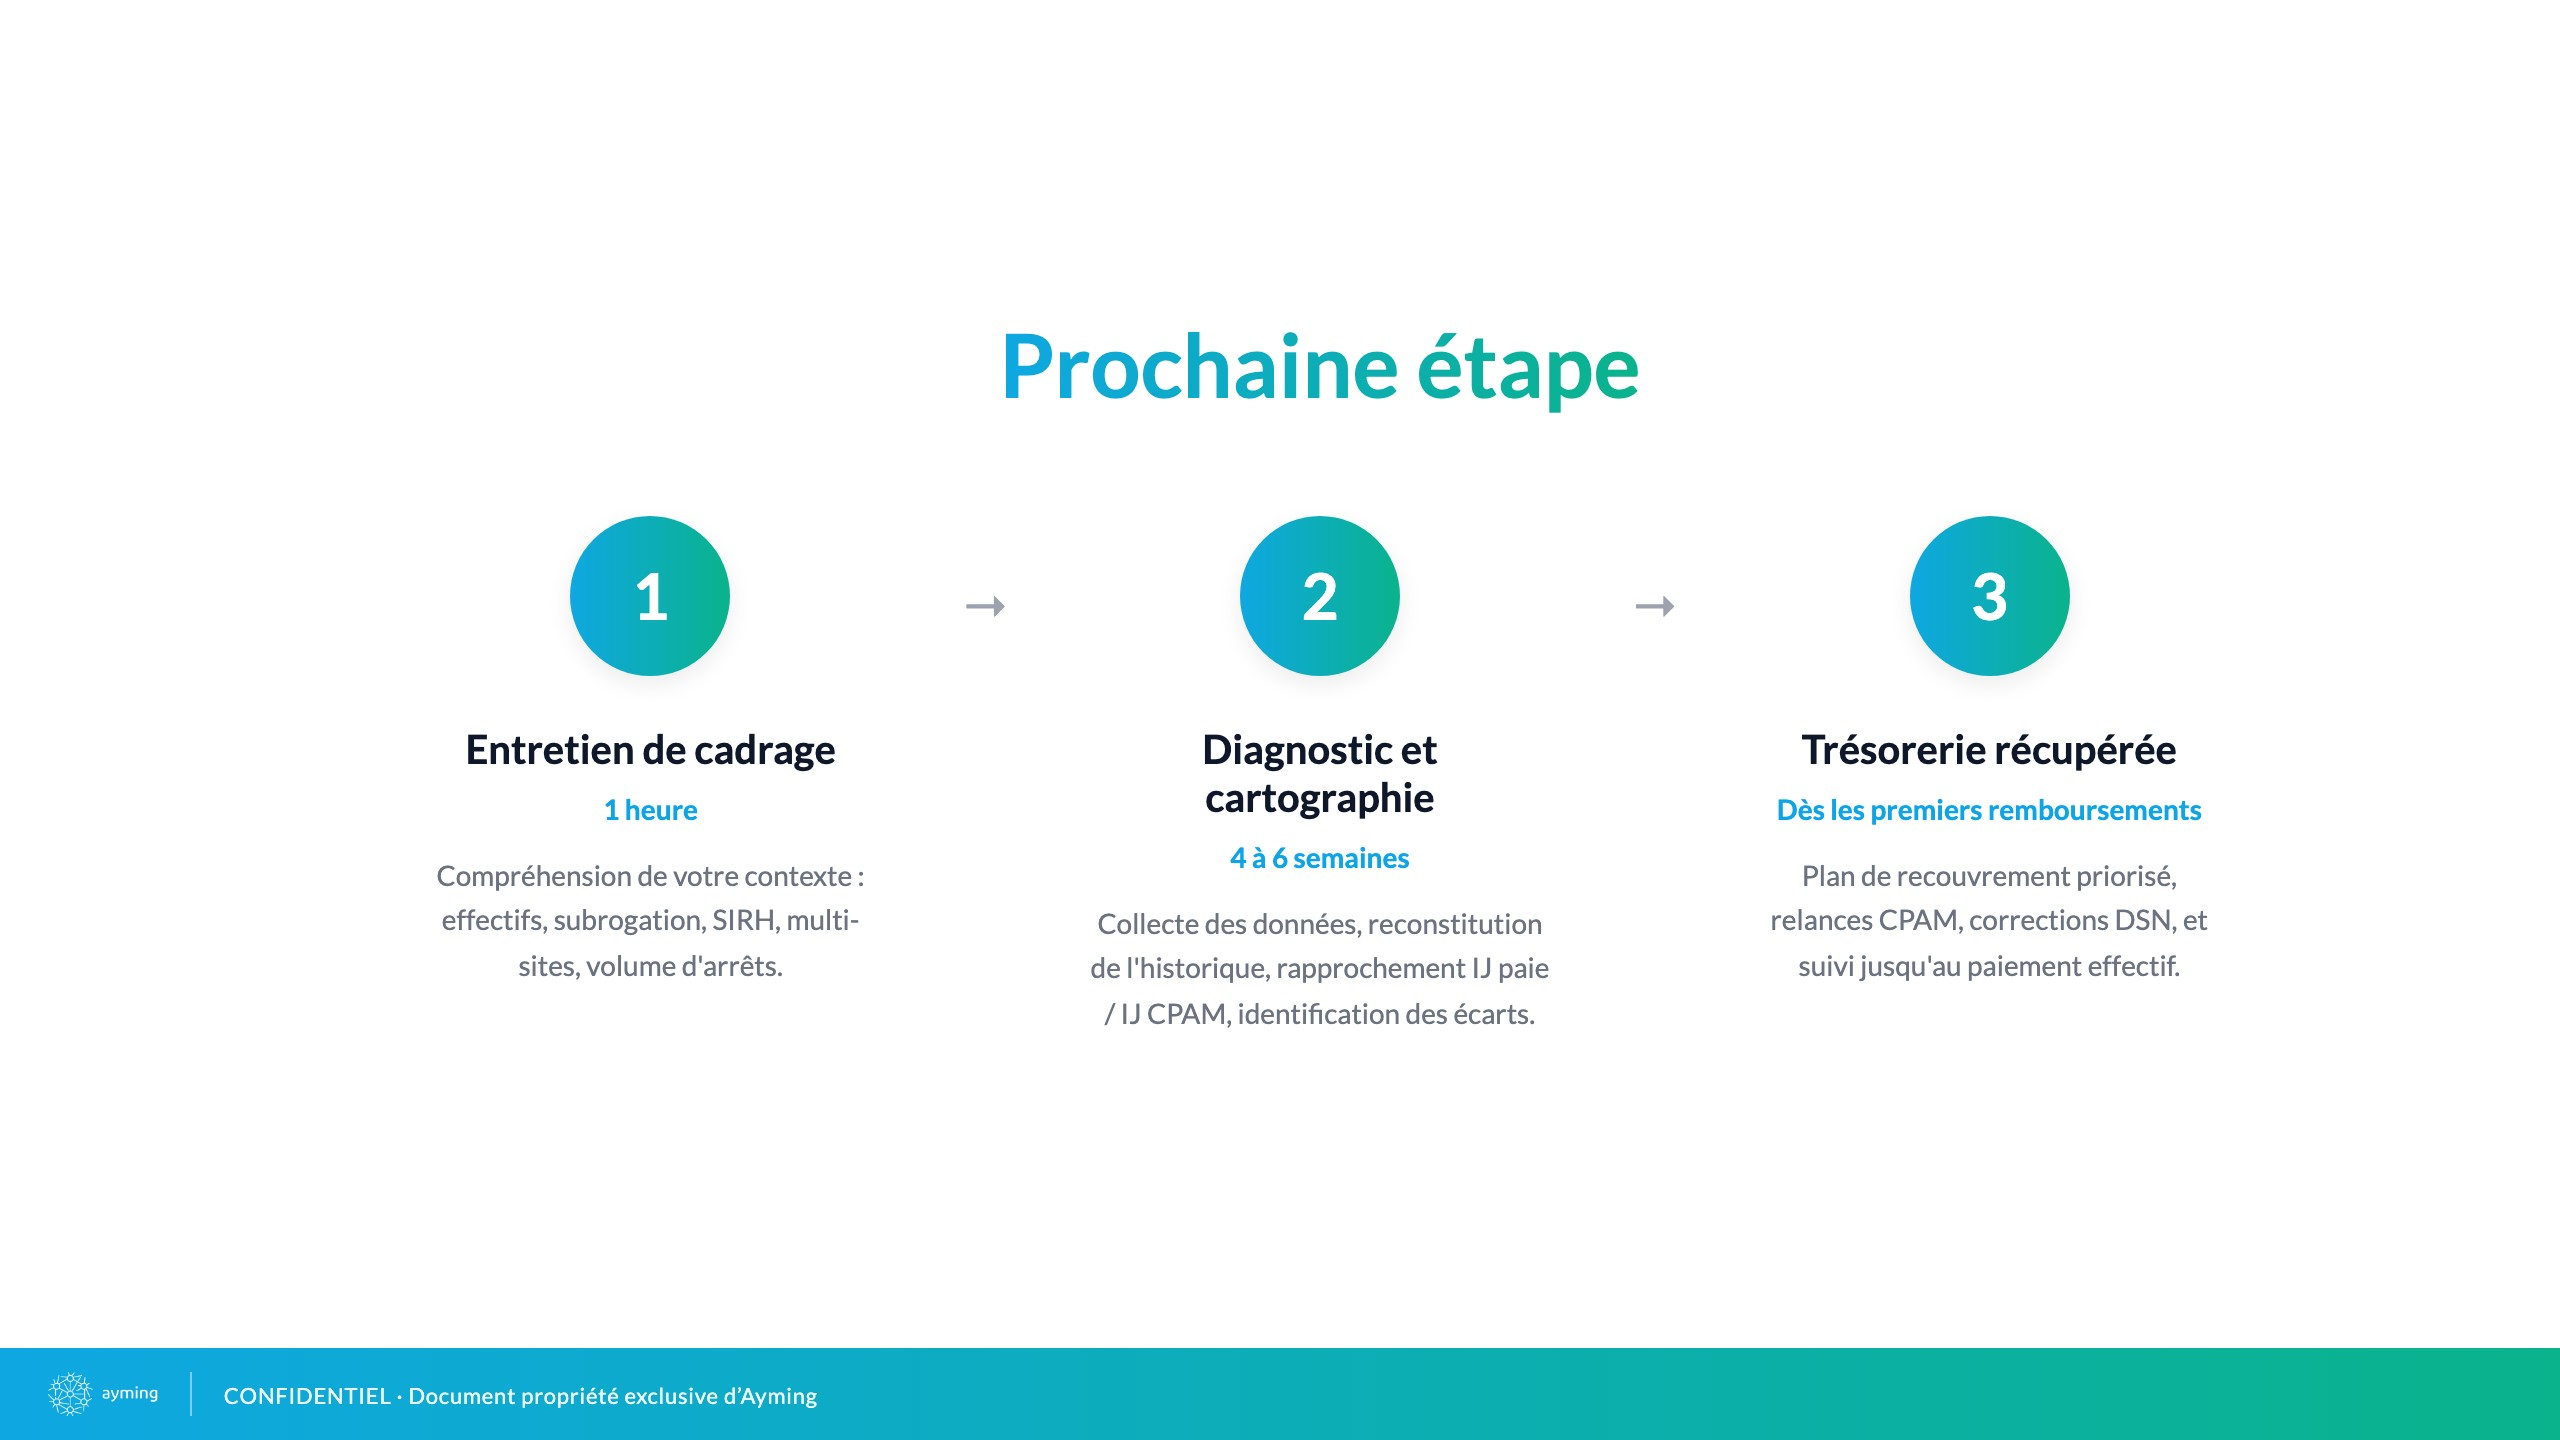 Prochaine étape
1
2
3
Entretien de cadrage
1 heure
Compréhension de votre contexte :
effectifs, subrogation, SIRH, multi-
sites, volume d'arrêts.
Diagnostic et
cartographie
4 à 6 semaines
Collecte des données, reconstitution
de l'historique, rapprochement IJ paie
/ IJ CPAM, identification des écarts.
Trésorerie récupérée
Dès les premiers remboursements
Plan de recouvrement priorisé,
relances CPAM, corrections DSN, et
suivi jusqu'au paiement effectif.
ayming
CONFIDENTIEL · Document propriété exclusive d’Ayming